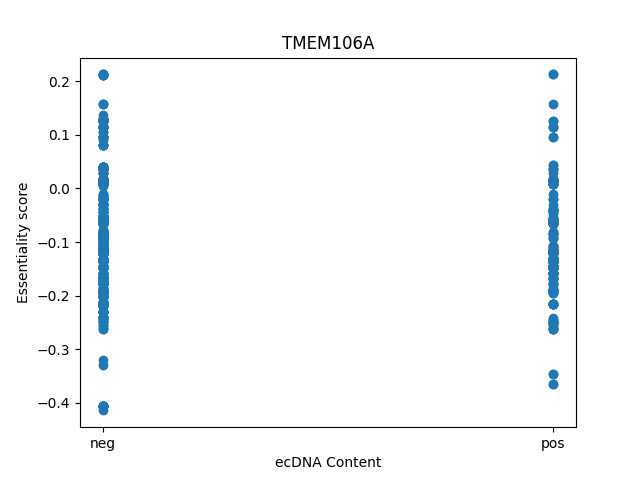 TMEM106A
0.2
0.1
0.0
−0.1
−0.2
−0.3
−0.4
Essentiality score
neg
pos
ecDNA Content